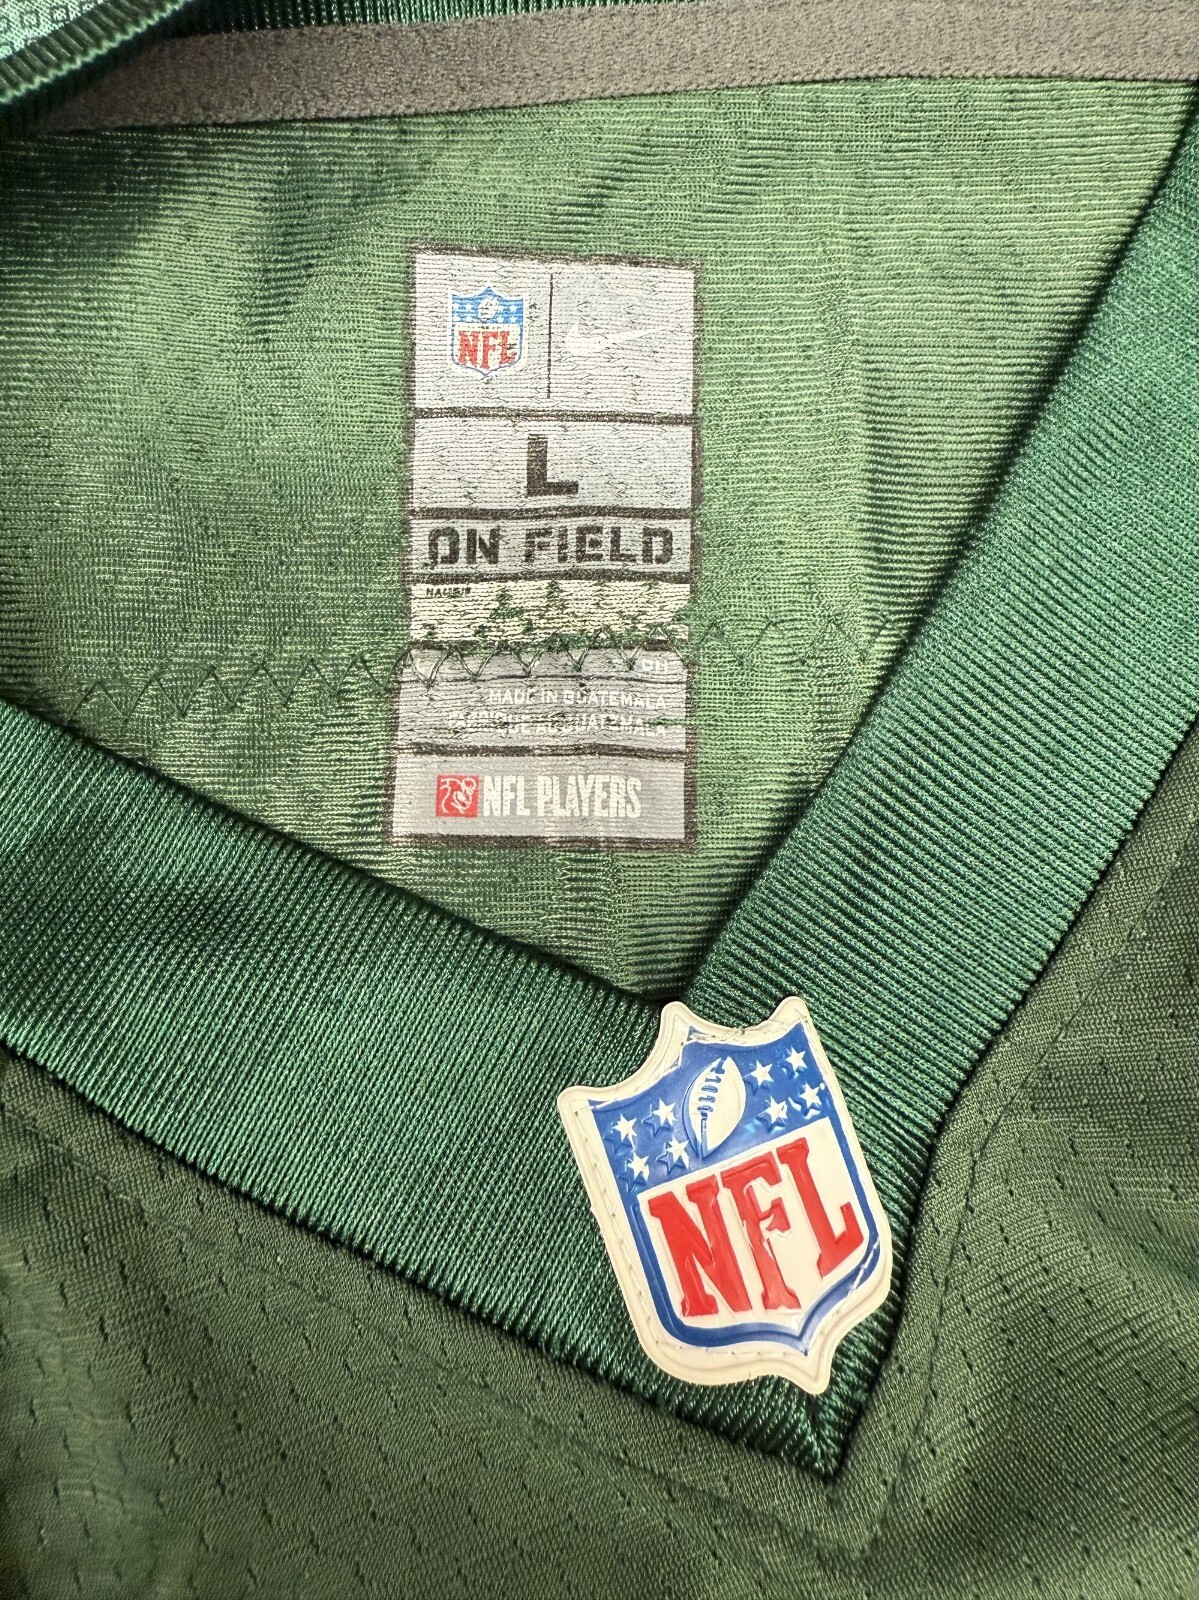 NFL
L
ON FIELD
MADE IN GUATEMALA
NFL PLAYERS
NFL